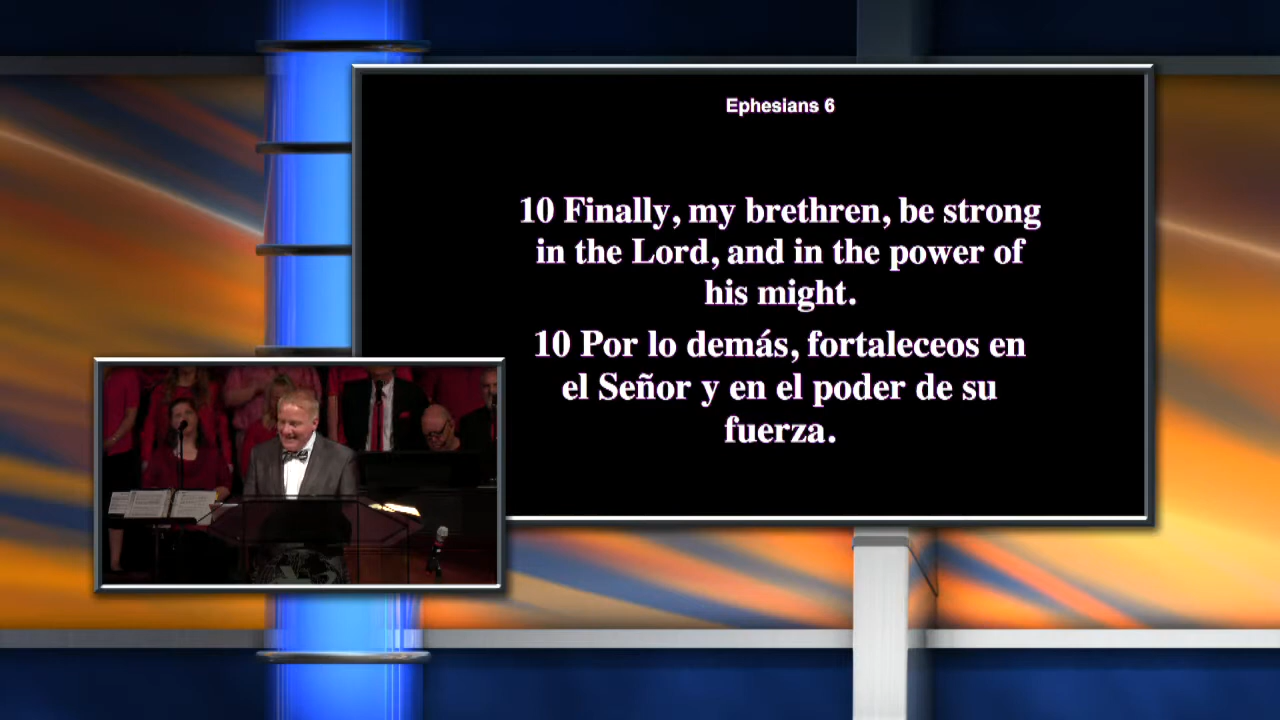 Ephesians 6
10 Finally, my brethren, be strong
in the Lord, and in the power of
his might.
10 Por lo demás, fortaleceos en
el Señor y en el poder de su
fuerza.